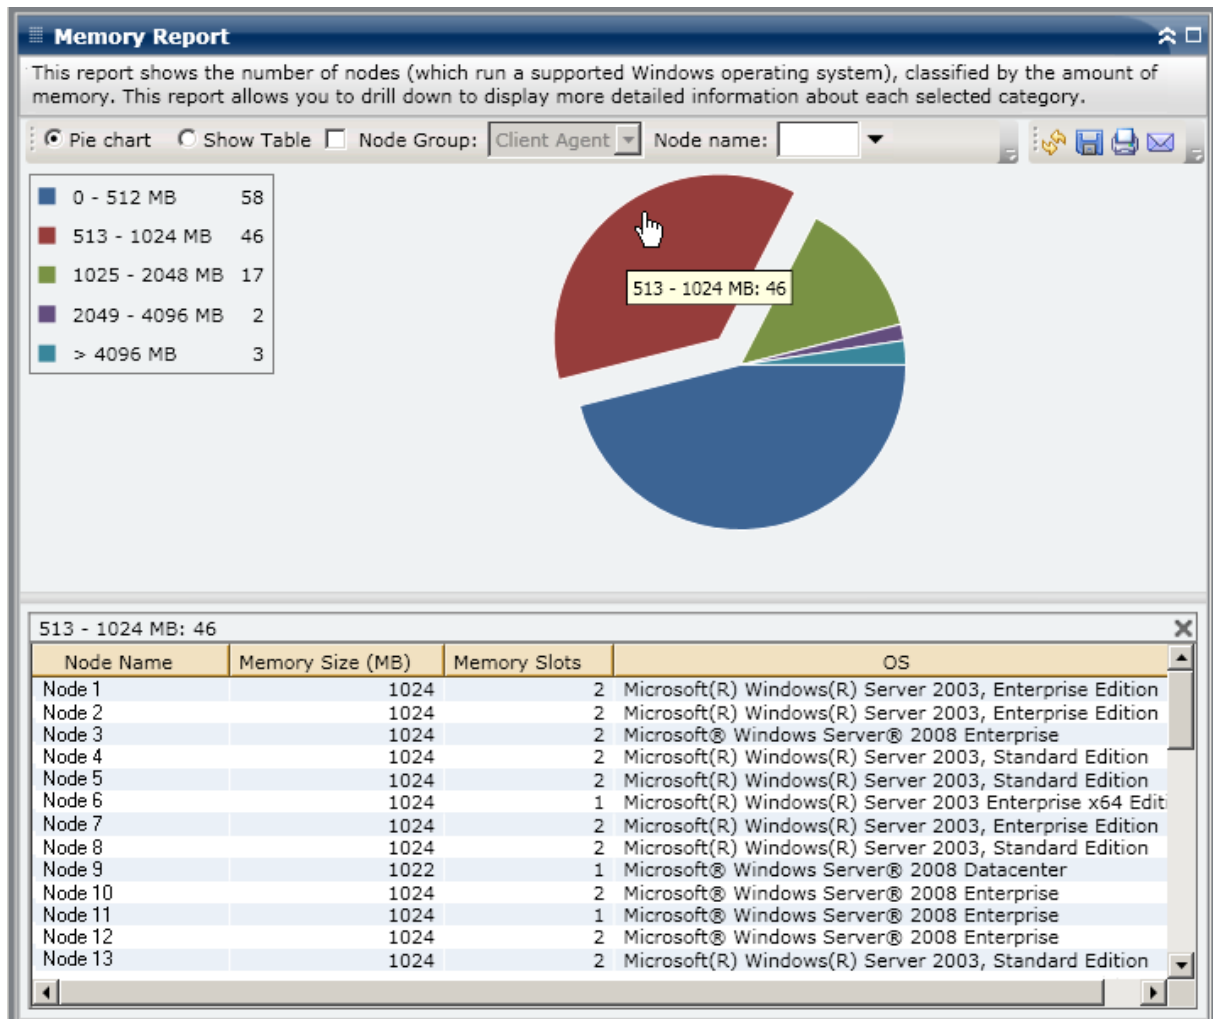 Memory Report
This report shows the number of nodes (which run a supported Windows operating system), classified by the amount of
memory. This report allows you to drill down to display more detailed information about each selected category.
Pie chart Show Table Node Group: Client Agent Node name:
0 - 512 MB 58
513 - 1024 MB 46
1025 - 2048 MB 17
2049 - 4096 MB 2
> 4096 MB 3
513 - 1024 MB: 46
513 - 1024 MB: 46
Node Name Memory Size (MB) Memory Slots OS
Node 1 1024 2 Microsoft(R) Windows(R) Server 2003, Enterprise Edition
Node 2 1024 2 Microsoft(R) Windows(R) Server 2003, Enterprise Edition
Node 3 1024 2 Microsoft® Windows Server® 2008 Enterprise
Node 4 1024 2 Microsoft(R) Windows(R) Server 2003, Standard Edition
Node 5 1024 2 Microsoft(R) Windows(R) Server 2003, Standard Edition
Node 6 1024 1 Microsoft(R) Windows(R) Server 2003 Enterprise x64 Editi
Node 7 1024 2 Microsoft(R) Windows(R) Server 2003, Enterprise Edition
Node 8 1024 2 Microsoft(R) Windows(R) Server 2003, Standard Edition
Node 9 1022 1 Microsoft® Windows Server® 2008 Datacenter
Node 10 1024 2 Microsoft® Windows Server® 2008 Enterprise
Node 11 1024 1 Microsoft® Windows Server® 2008 Enterprise
Node 12 1024 2 Microsoft® Windows Server® 2008 Enterprise
Node 13 1024 2 Microsoft(R) Windows(R) Server 2003, Standard Edition